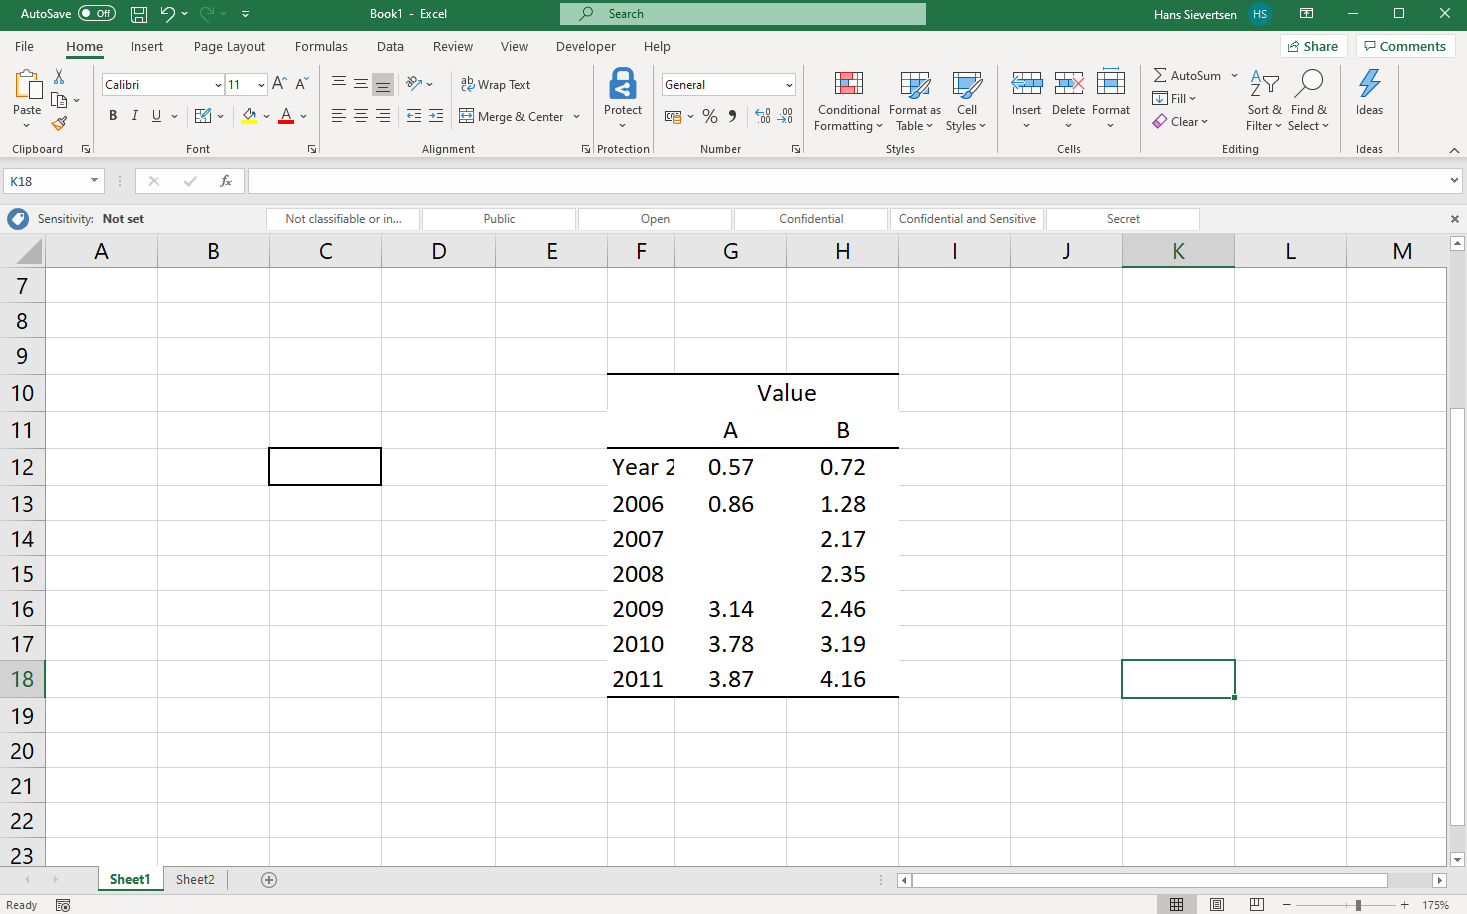 AutoSave Off Book1 - Excel Search Hans Sievertsen HS
File Home Insert Page Layout Formulas Data Review View Developer Help Share Comments
Paste
Clipboard
Calibri 11 A A
B I U A
Font
ab Wrap Text
Merge & Center
Alignment
Protect
Protection
General
% 9 .00 .00
Number
Conditional Formatting
Format as Table
Cell Styles
Styles
Insert Delete Format
Cells
AutoSum
Fill
Clear
Sort & Filter
Find & Select
Editing
Ideas
Ideas
K18 fx
Sensitivity: Not set Not classifiable or in... Public Open Confidential Confidential and Sensitive Secret
A B C D E F G H I J K L M
7
8
9
10 Value
11 A B
12 Year 2 0.57 0.72
13 2006 0.86 1.28
14 2007 2.17
15 2008 2.35
16 2009 3.14 2.46
17 2010 3.78 3.19
18 2011 3.87 4.16
19
20
21
22
23
Sheet1 Sheet2
Ready 175%